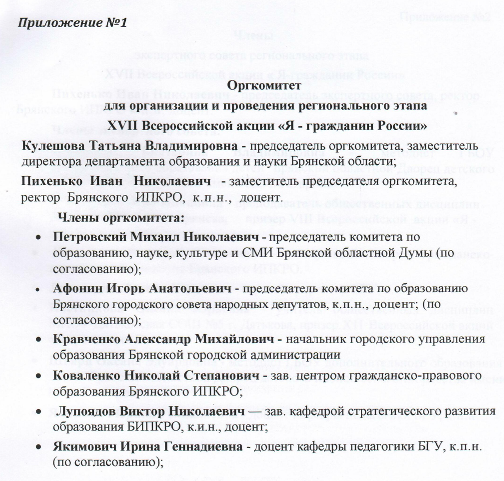 Приложение №1
Оргкомитет
для организации и проведения регионального этапа
XVII Всероссийской акции «Я - гражданин России»
Кулешова Татьяна Владимировна - председатель оргкомитета, заместитель
директора департамента образования и науки Брянской области;
Пихенько Иван Николаевич - заместитель председателя оргкомитета,
ректор Брянского ИПКРО, к.п.н., доцент.
Члены оргкомитета:
• Петровский Михаил Николаевич - председатель комитета по
образованию, науке, культуре и СМИ Брянской областной Думы (по
согласованию);
• Афонин Игорь Анатольевич - председатель комитета по образованию
Брянского городского совета народных депутатов, к.п.н., доцент; (по
согласованию);
• Кравченко Александр Михайлович - начальник городского управления
образования Брянской городской администрации
• Коваленко Николай Степанович - зав. центром гражданско-правового
образования Брянского ИПКРО;
• Лупоядов Виктор Николаевич — зав. кафедрой стратегического развития
образования БИПКРО, к.и.н., доцент;
• Якимович Ирина Геннадиевна - доцент кафедры педагогики БГУ, к.п.н.
(по согласованию);